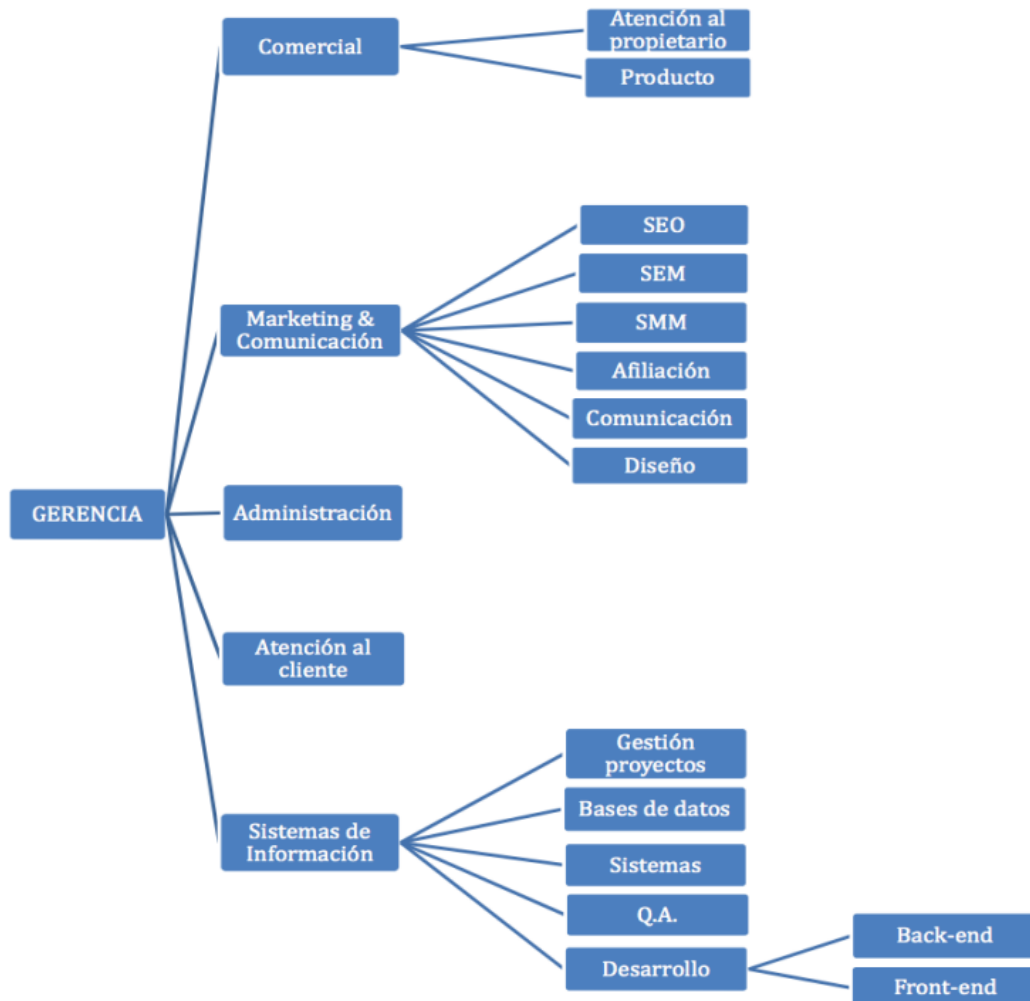 Comercial
Atención al
propietario
Producto
Marketing &
Comunicación
SEO
SEM
SMM
Afiliación
Comunicación
Diseño
GERENCIA
Administración
Atención al
cliente
Sistemas de
Información
Gestión
proyectos
Bases de datos
Sistemas
Q.A.
Desarrollo
Back-end
Front-end